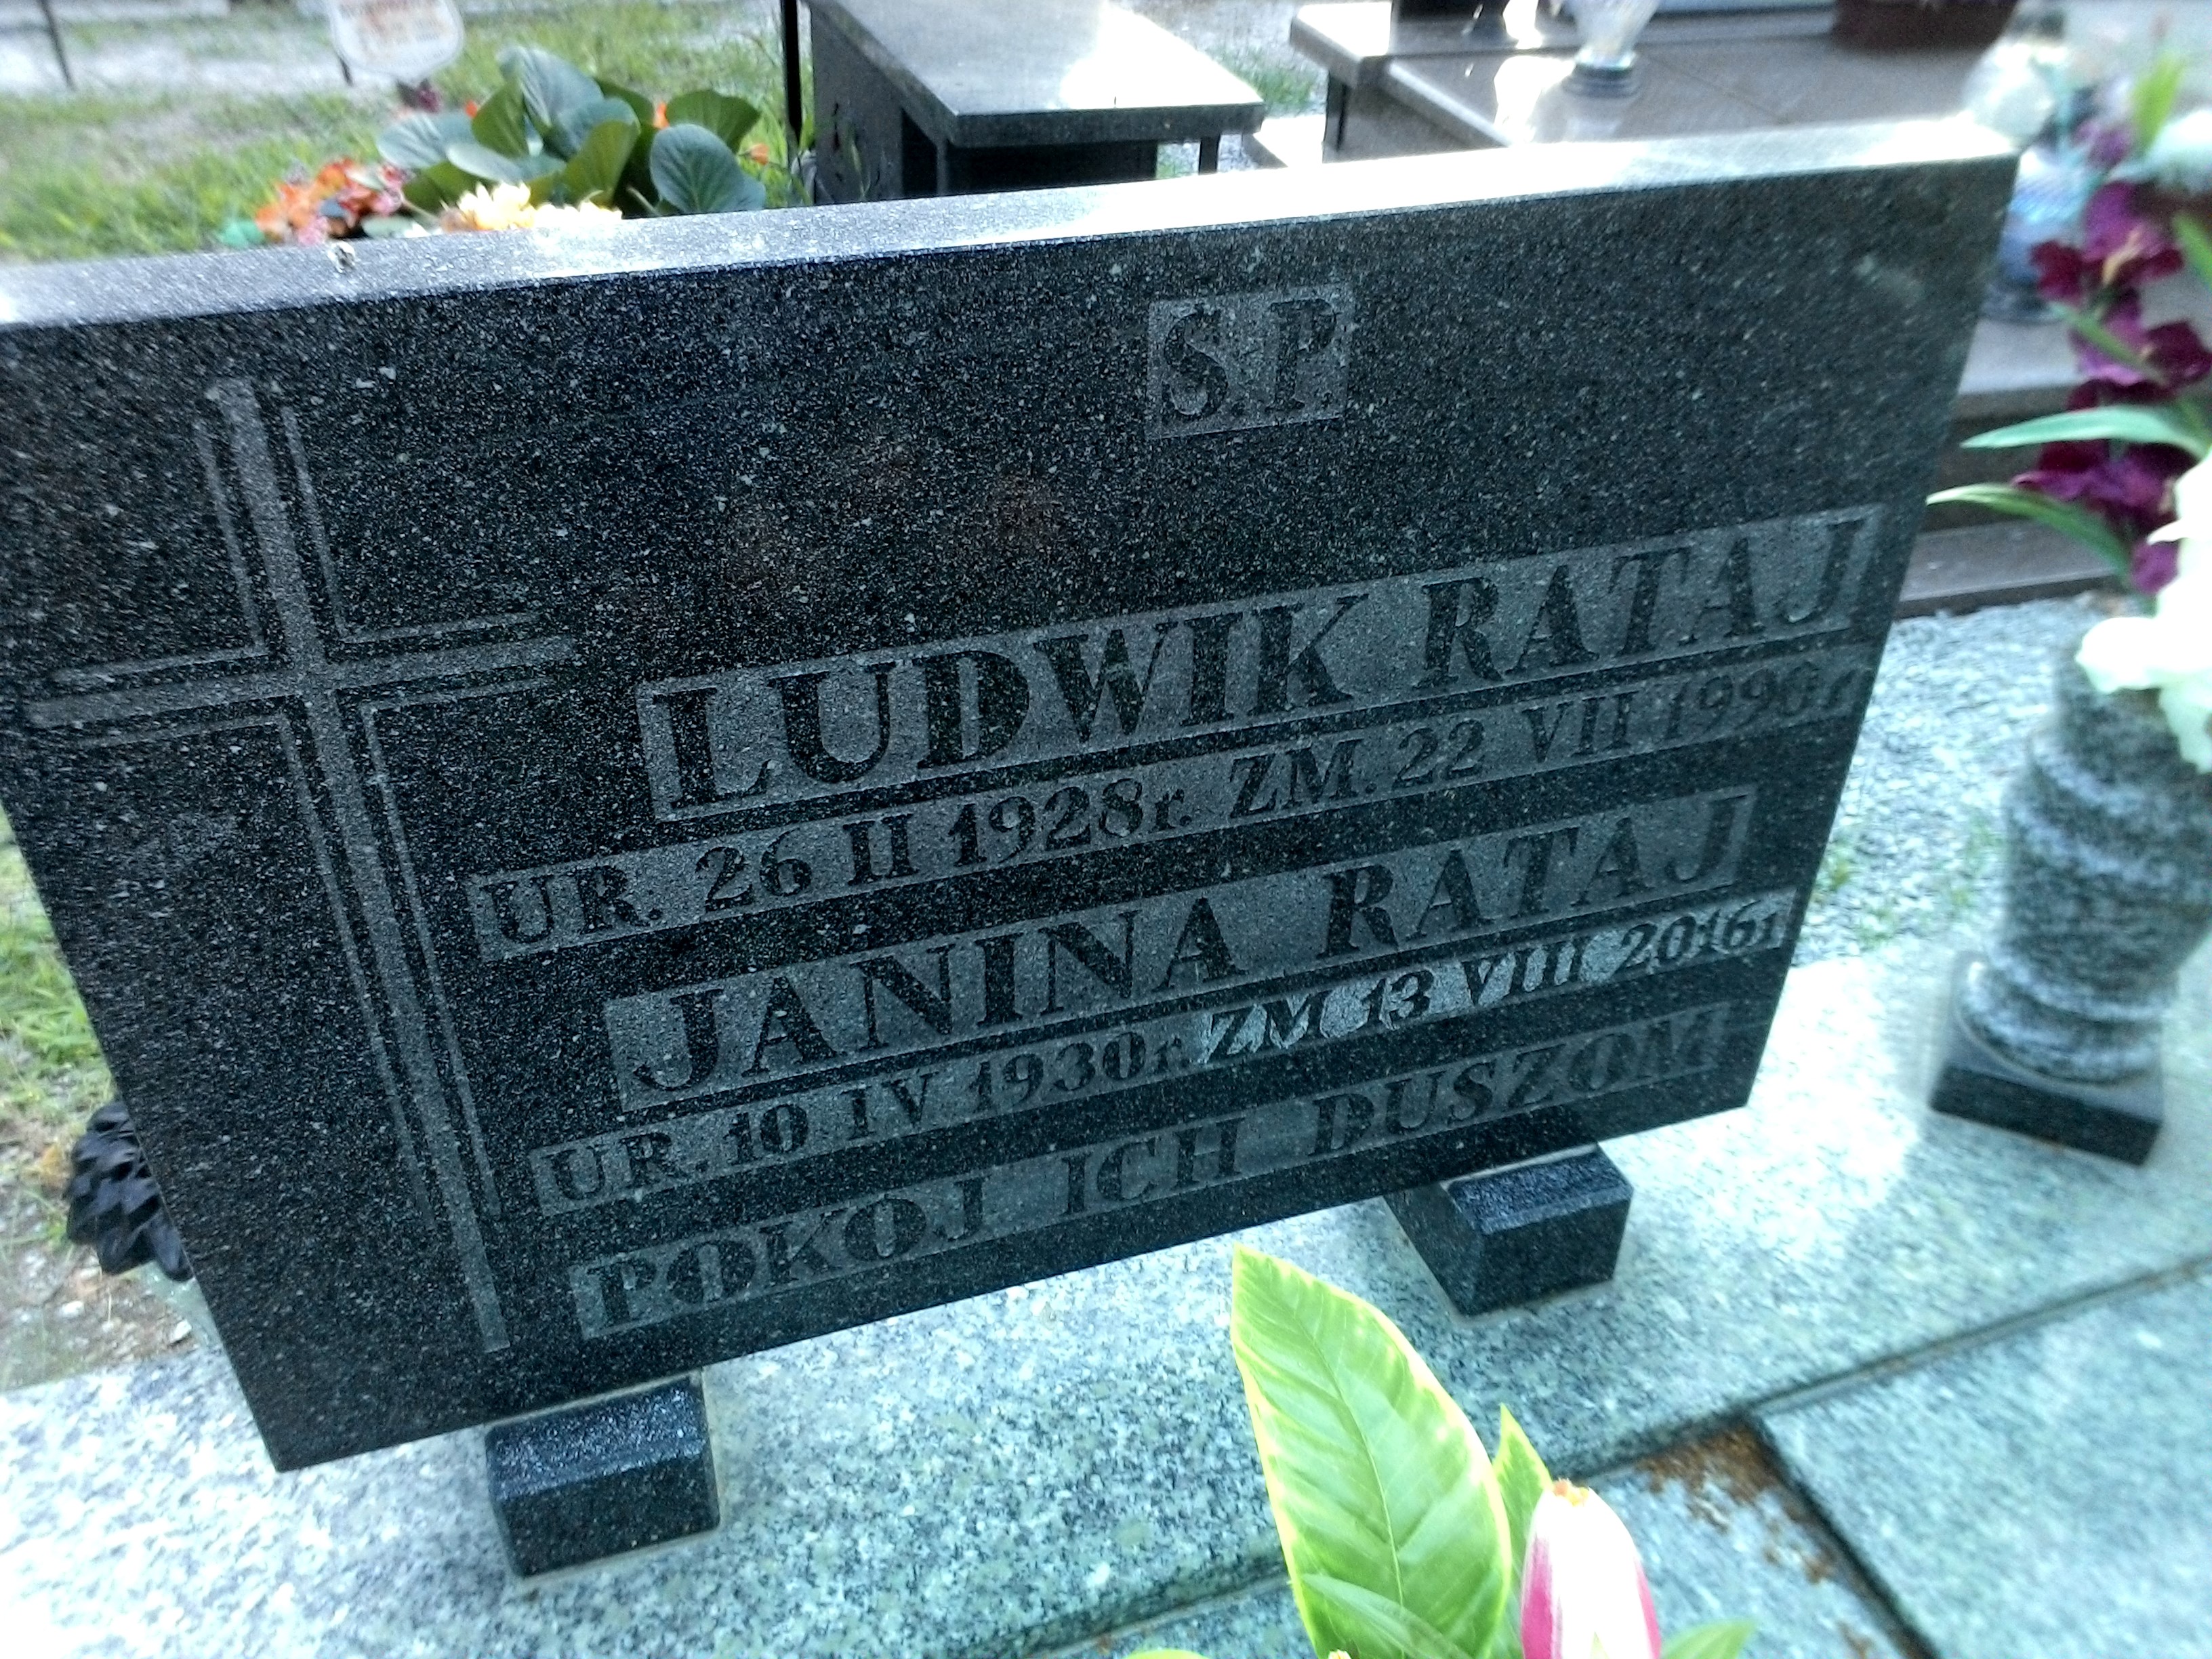 S.P.
LUDWIK RATAJ
UR. 26 II 1928r. ZM. 22 VII 1990r
JANINA RATAJ
UR. 10 IV 1930r. ZM 13 VIII 2016r
POKÓJ ICH DUSZOM